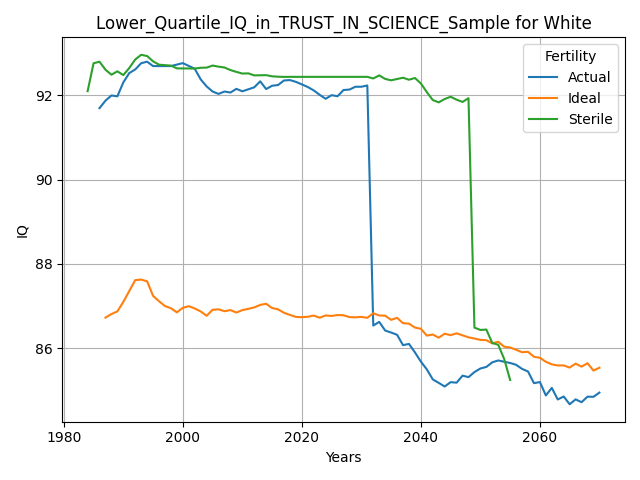 Lower_Quartile_IQ_in_TRUST_IN_SCIENCE_Sample for White
Fertility
Actual
Ideal
Sterile
IQ
92
90
88
86
1980
2000
2020
2040
2060
Years